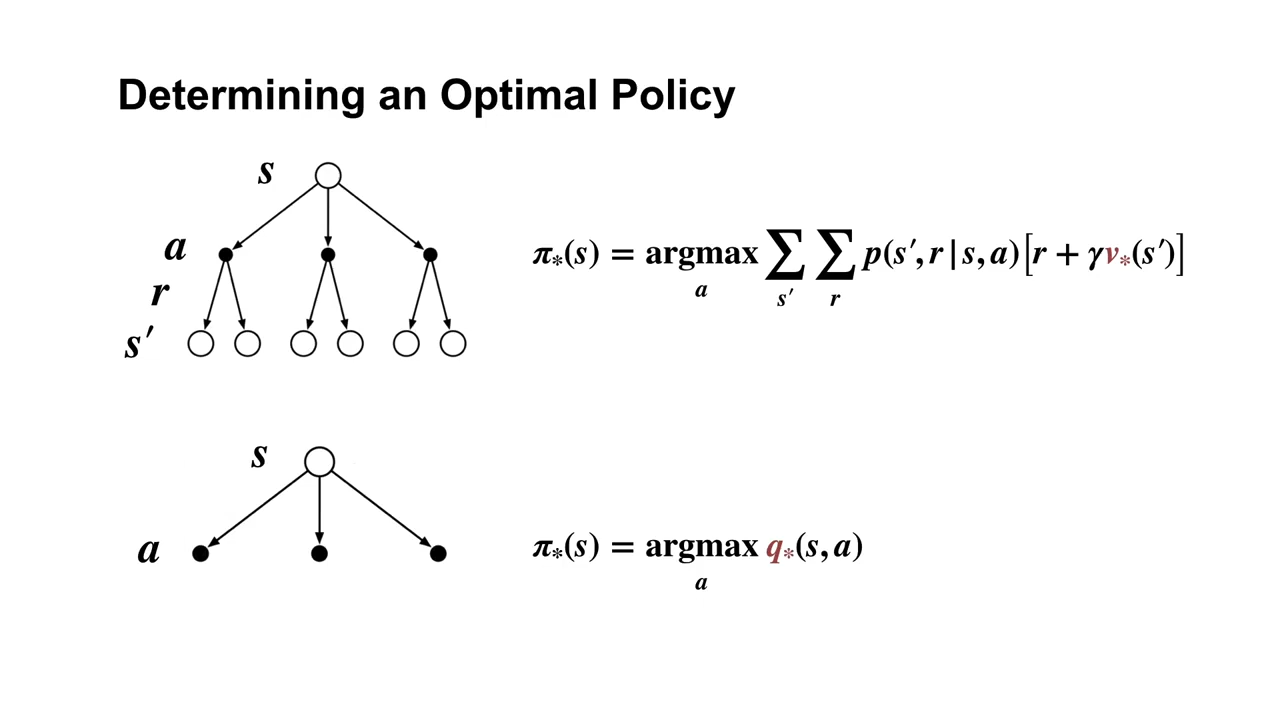 Determining an Optimal Policy
s
a
r
s′
π∗(s) = argmax ∑ ∑ p(s′, r | s, a)[r + γv∗(s′)]
a s′ r
s
a
π∗(s) = argmax q∗(s, a)
a